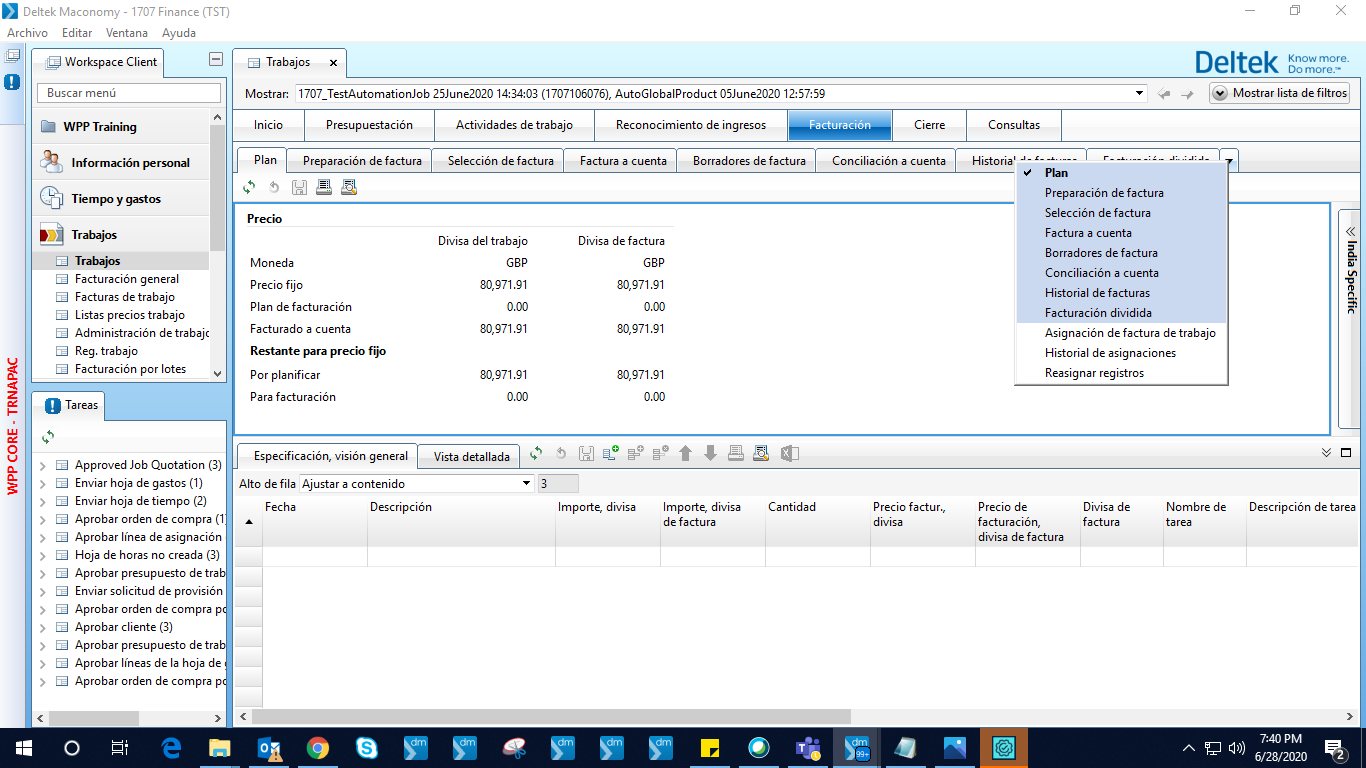 Deltek Maconomy - 1707 Finance (TST)
Archivo Editar Ventana Ayuda
Workspace Client
Trabajos
Deltek Know more. Do more.™
Buscar menú
Mostrar: 1707_TestAutomationJob 25June2020 14:34:03 (1707106076), AutoGlobalProduct 05June2020 12:57:59
Mostrar lista de filtros
Inicio Presupuestación Actividades de trabajo Reconocimiento de ingresos Facturación Cierre Consultas
Plan Preparación de factura Selección de factura Factura a cuenta Borradores de factura Conciliación a cuenta Historial de facturas Facturación dividida
WPP Training
Información personal
Tiempo y gastos
Trabajos
Trabajos
Facturación general
Facturas de trabajo
Listas precios trabajo
Administración de trabajo
Reg. trabajo
Facturación por lotes
WPP CORE - TRNAPAC
Precio
Divisa del trabajo Divisa de factura
Moneda GBP GBP
Precio fijo 80,971.91 80,971.91
Plan de facturación 0.00 0.00
Facturado a cuenta 80,971.91 80,971.91
Restante para precio fijo
Por planificar 80,971.91 80,971.91
Para facturación 0.00 0.00
Plan
Preparación de factura
Selección de factura
Factura a cuenta
Borradores de factura
Conciliación a cuenta
Historial de facturas
Facturación dividida
Asignación de factura de trabajo
Historial de asignaciones
Reasignar registros
India Specific
Tareas
Approved Job Quotation (3)
Enviar hoja de gastos (1)
Enviar hoja de tiempo (2)
Aprobar orden de compra (1)
Aprobar línea de asignación
Hoja de horas no creada (3)
Aprobar presupuesto de trab
Enviar solicitud de provisión
Aprobar orden de compra po
Aprobar cliente (3)
Aprobar presupuesto de trab
Aprobar líneas de la hoja de g
Aprobar orden de compra po
Especificación, visión general Vista detallada
Alto de fila Ajustar a contenido 3
Fecha
Descripción
Importe, divisa
Importe, divisa de factura
Cantidad
Precio factur., divisa
Precio de facturación, divisa de factura
Divisa de factura
Nombre de tarea
Descripción de tarea
dm dm dm dm dm dm 99+
7:40 PM
6/28/2020
2